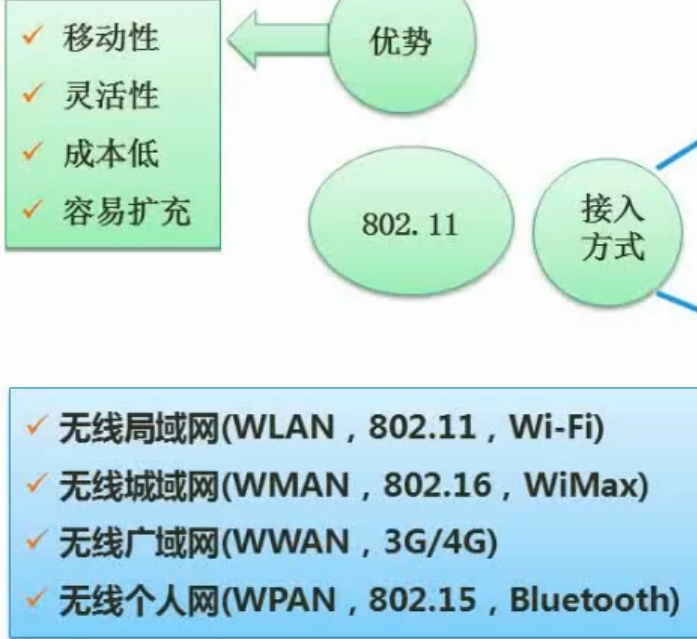 移动性
灵活性
成本低
容易扩充
优势
802.11
接入
方式
无线局域网(WLAN，802.11，Wi-Fi)
无线城域网(WMAN，802.16，WiMax)
无线广域网(WWAN，3G/4G)
无线个人网(WPAN，802.15，Bluetooth)